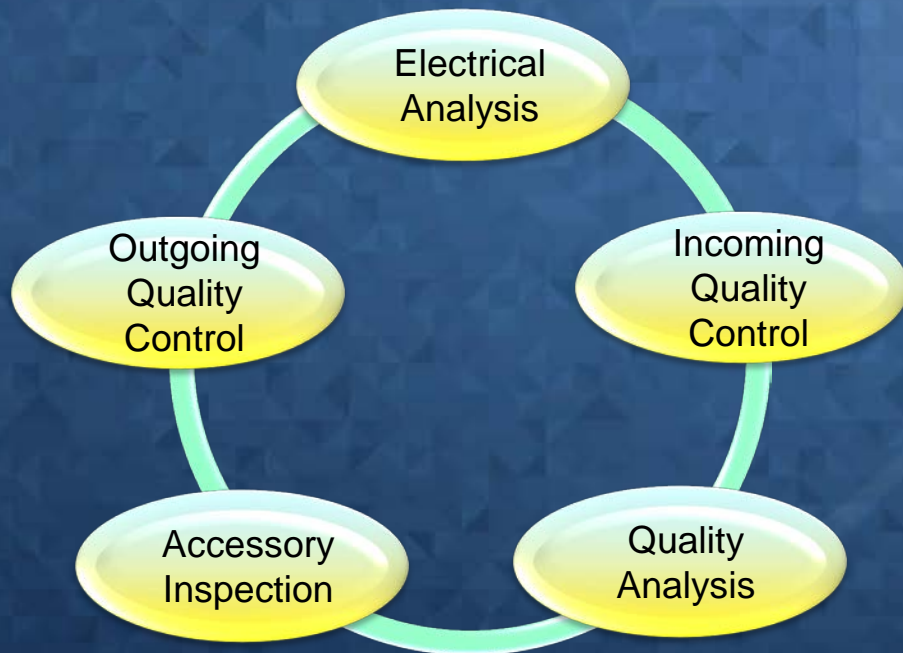 Electrical
Analysis
Incoming
Quality
Control
Quality
Analysis
Accessory
Inspection
Outgoing
Quality
Control